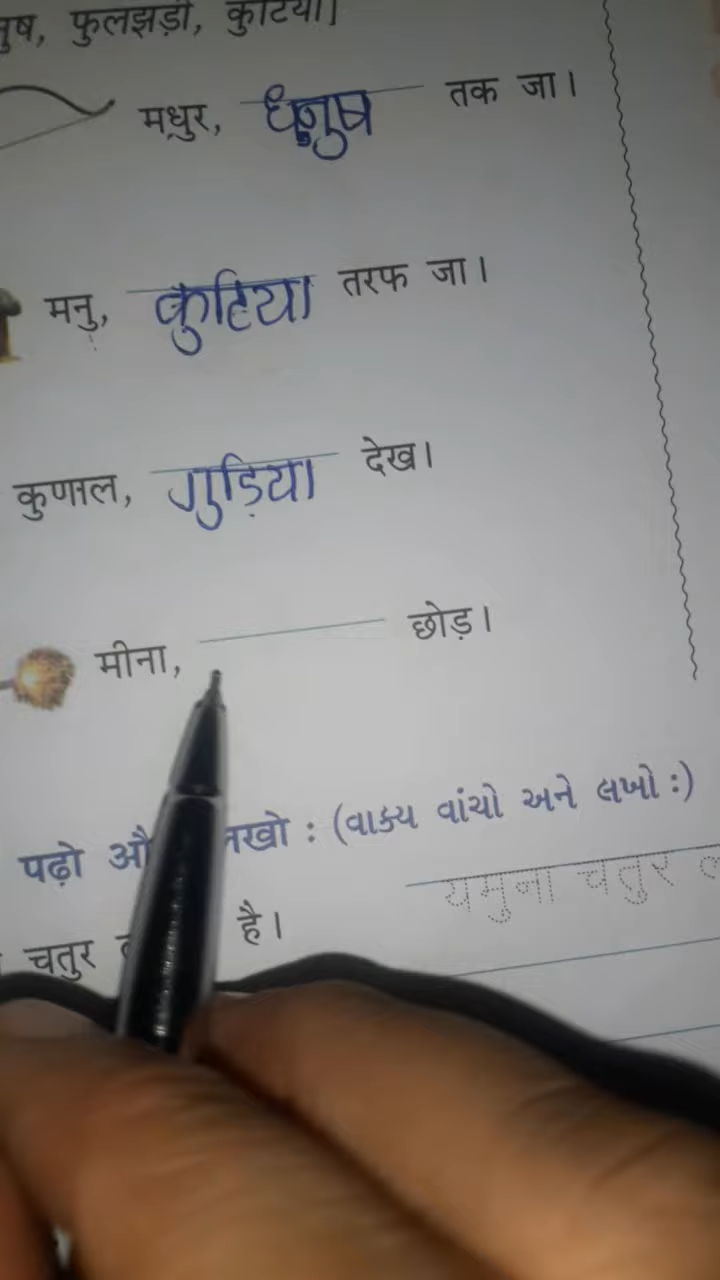 फुलझड़ी, कुटिया।
मधुर, धनुष तक जा।
मनु, कुटिया तरफ जा।
कुणाल, गुड़िया देख।
मीना, छोड़।
पढ़ो : (વાક્ય વાંચો અને લખો :)
यमुना चतुर
चतुर है।